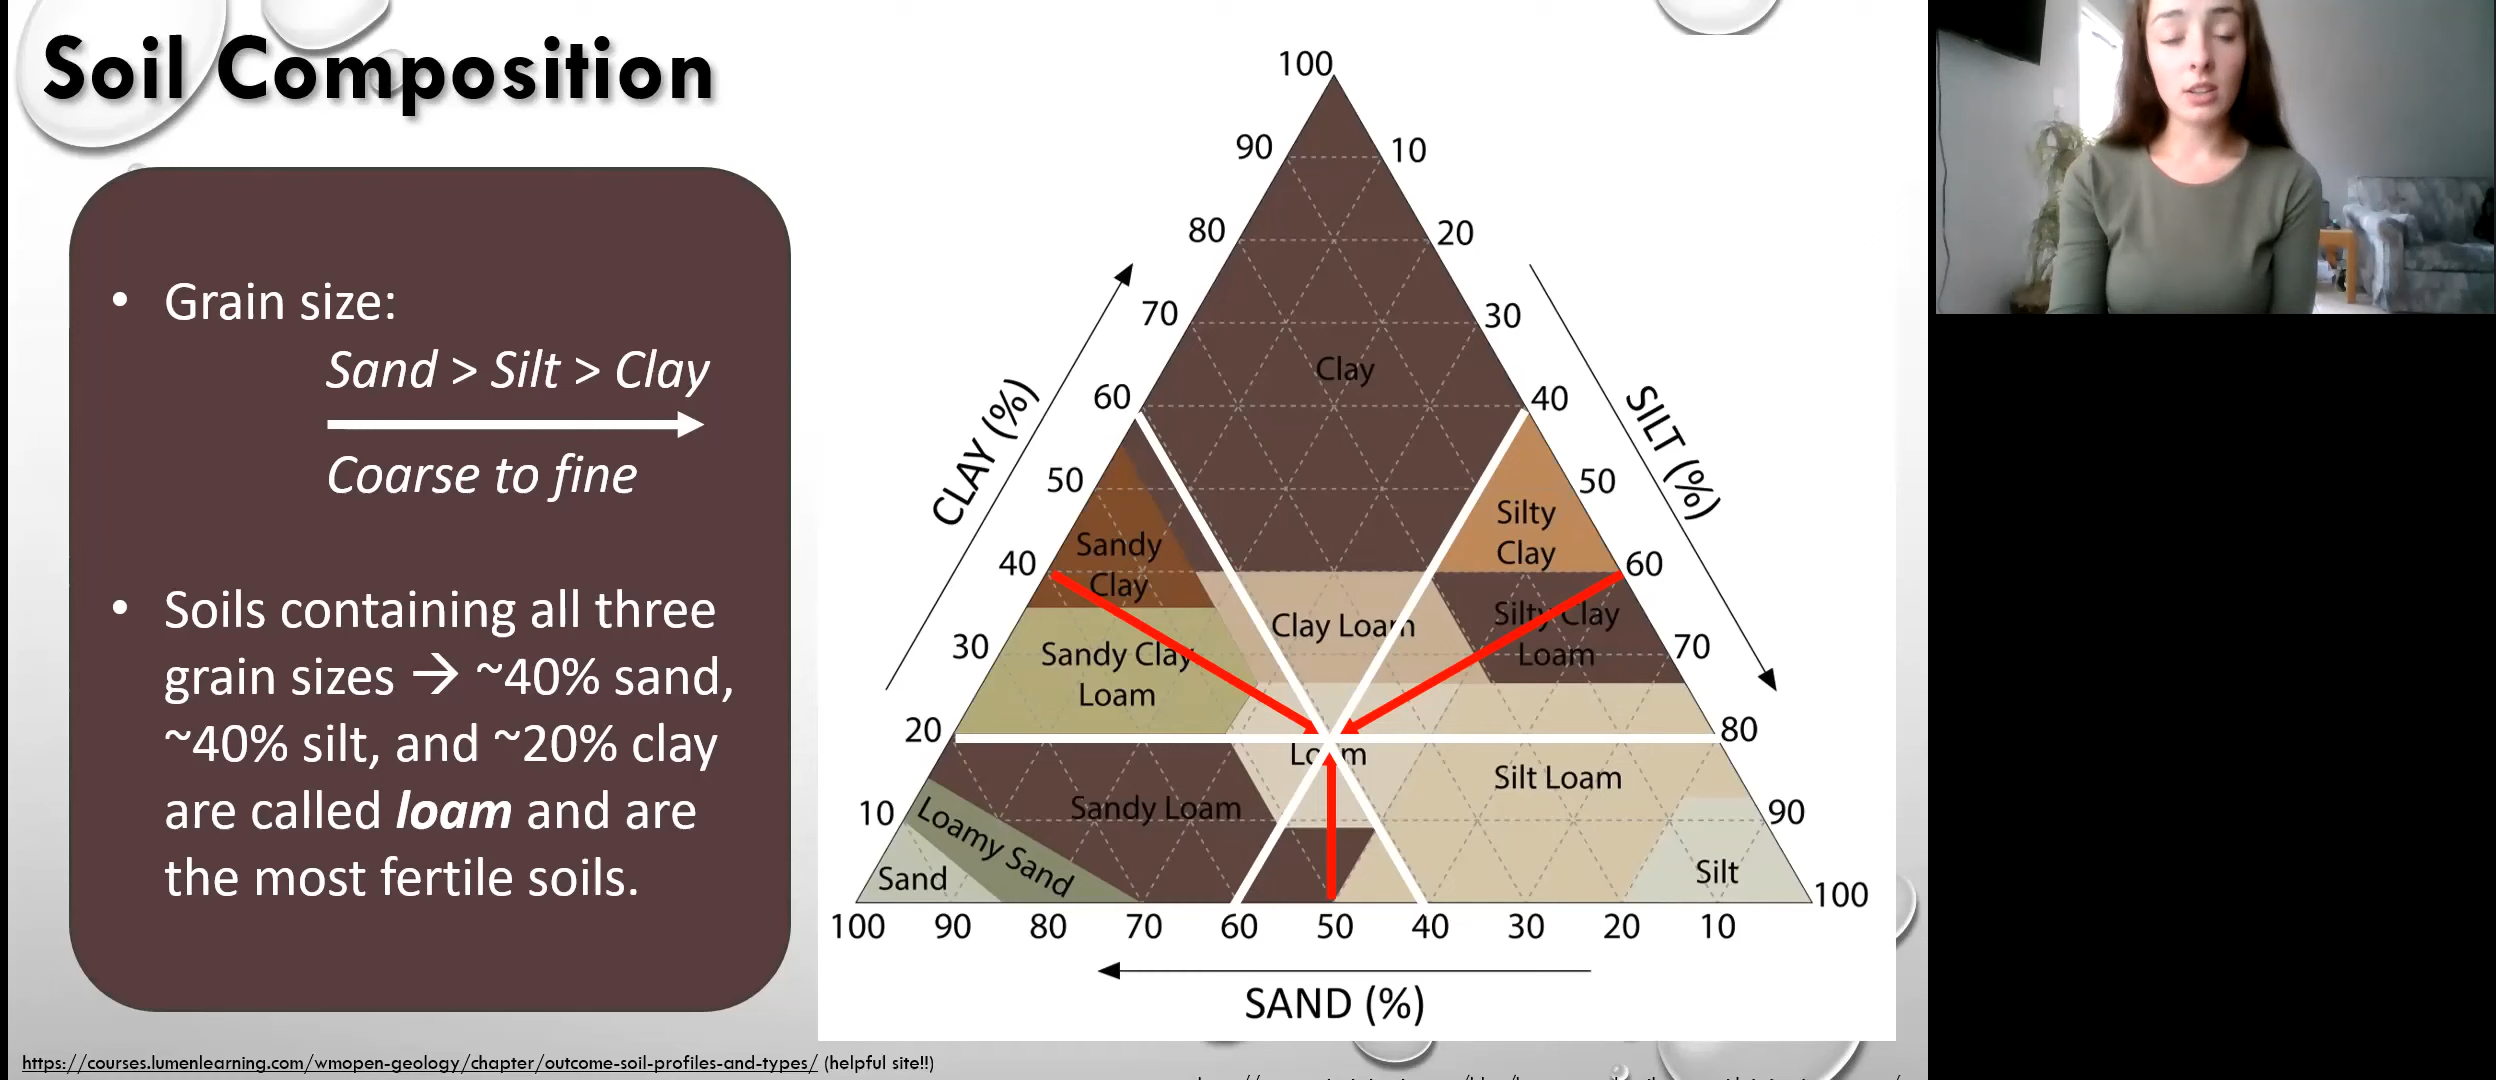 Soil Composition
• Grain size:
Sand > Silt > Clay
Coarse to fine
• Soils containing all three
grain sizes → ~40% sand,
~40% silt, and ~20% clay
are called loam and are
the most fertile soils.
https://courses.lumenlearning.com/wmopen-geology/chapter/outcome-soil-profiles-and-types/ (helpful site!!)
100
90
10
80
20
70
30
Clay
60
40
CLAY (%)
SILT (%)
50
50
Silty
Clay
Sandy
Clay
40
60
Clay Loam
Silty Clay
Loam
30
70
Sandy Clay
Loam
20
80
Loam
Silt Loam
Sandy Loam
10
90
Loamy Sand
Sand
Silt
100
100 90 80 70 60 50 40 30 20 10
SAND (%)